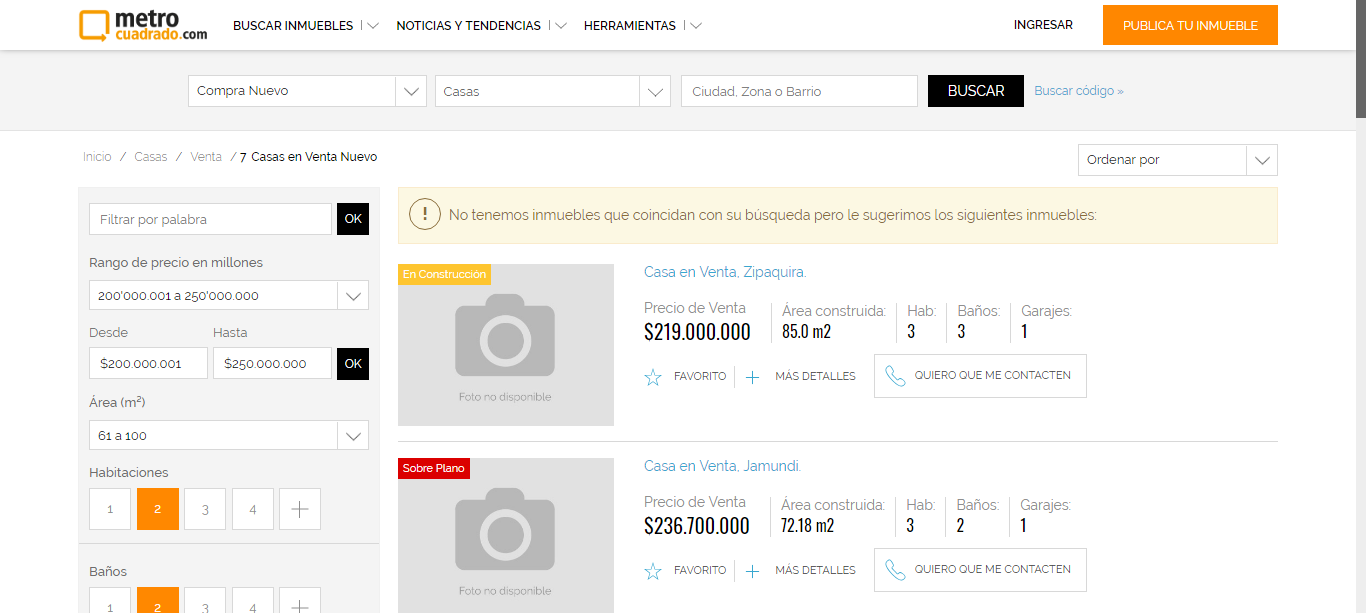 metro
cuadrado.com
BUSCAR INMUEBLES
NOTICIAS Y TENDENCIAS
HERRAMIENTAS
INGRESAR
PUBLICA TU INMUEBLE
Compra Nuevo
Casas
Ciudad, Zona o Barrio
BUSCAR
Buscar código »
Inicio / Casas / Venta / 7 Casas en Venta Nuevo
Ordenar por
Filtrar por palabra
OK
Rango de precio en millones
200'000.001 a 250'000.000
Desde
Hasta
$200.000.001
$250.000.000
OK
Área (m²)
61 a 100
Habitaciones
1
2
3
4
+
Baños
1
2
3
4
+
! No tenemos inmuebles que coincidan con su búsqueda pero le sugerimos los siguientes inmuebles:
En Construcción
Foto no disponible
Casa en Venta, Zipaquira.
Precio de Venta
$219.000.000
Área construida:
85.0 m2
Hab:
3
Baños:
3
Garajes:
1
FAVORITO
+ MÁS DETALLES
QUIERO QUE ME CONTACTEN
Sobre Plano
Foto no disponible
Casa en Venta, Jamundi.
Precio de Venta
$236.700.000
Área construida:
72.18 m2
Hab:
3
Baños:
2
Garajes:
1
FAVORITO
+ MÁS DETALLES
QUIERO QUE ME CONTACTEN